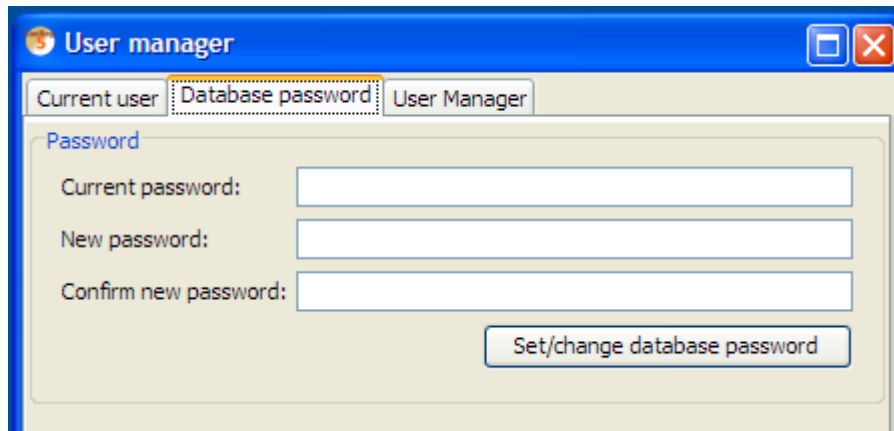 User manager
Current user Database password User Manager
Password
Current password:
New password:
Confirm new password:
Set/change database password